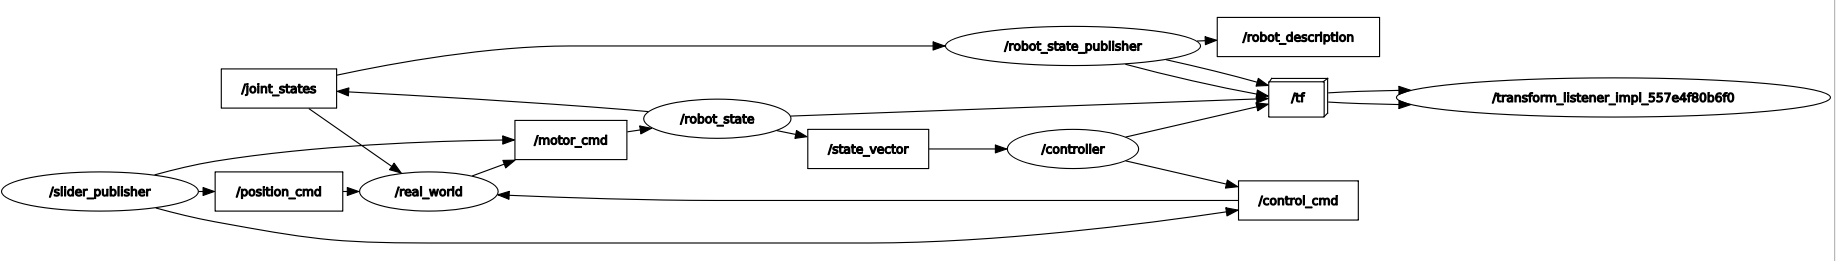 /robot_state_publisher
/robot_description
/joint_states
/tf
/transform_listener_impl_557e4f80b6f0
/robot_state
/motor_cmd
/state_vector
/controller
/slider_publisher
/position_cmd
/real_world
/control_cmd